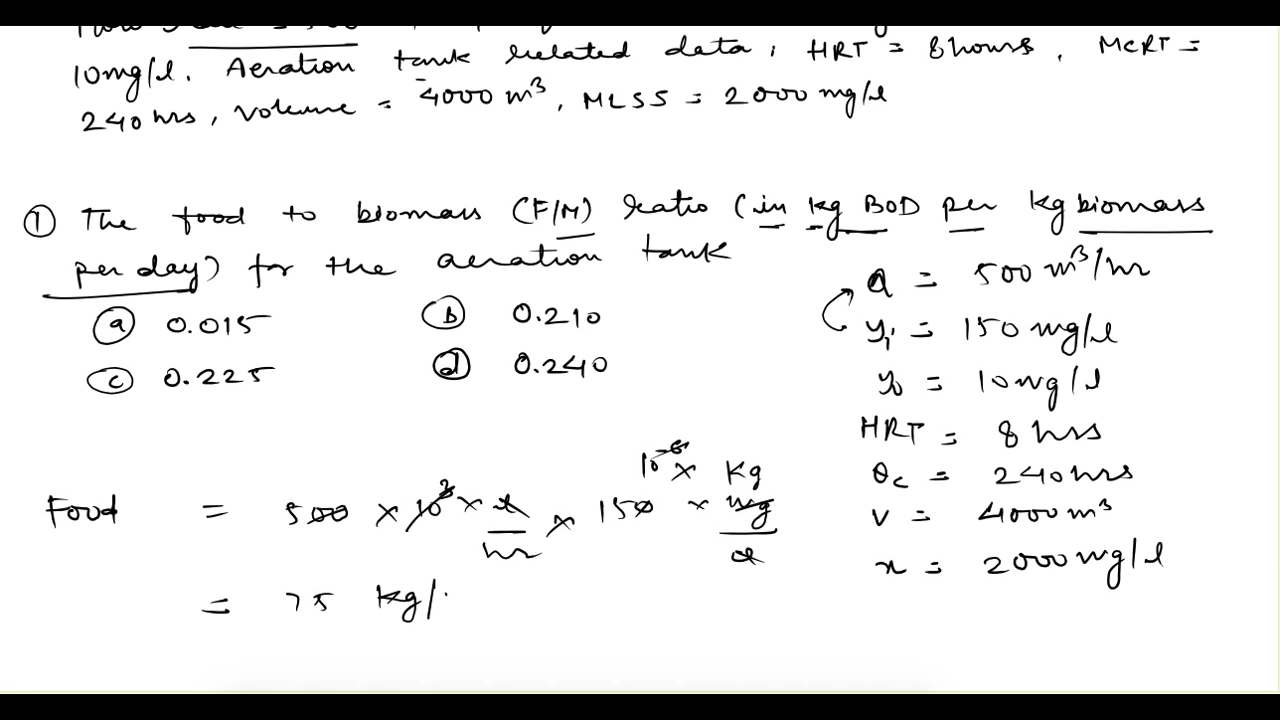 10mg/l. Aeration tank related data, HRT = 8 hours, MCRT =
240 hrs, volume = 4000 m³, MLSS = 2000 mg/l
① The food to biomass (F/M) ratio (in kg BOD per kg biomass
per day) for the aeration tank
ⓐ 0.015 ⓑ 0.210
ⓒ 0.225 ⓓ 0.240
Q = 500 m³/hr
yi = 150 mg/l
y0 = 10 mg/l
HRT = 8 hrs
θc = 240 hrs
V = 4000 m³
x = 2000 mg/l
10⁻⁶ × Kg
Food = 500 × 10³ × l/hr × 150 × mg/l
= 75 kg/